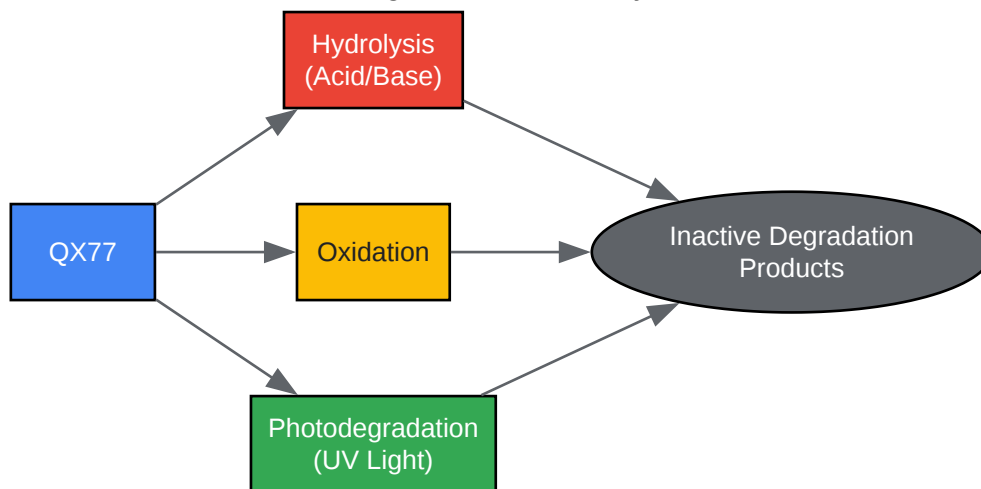 Hydrolysis
(Acid/Base)
QX77
Oxidation
Inactive Degradation
Products
Photodegradation
(UV Light)